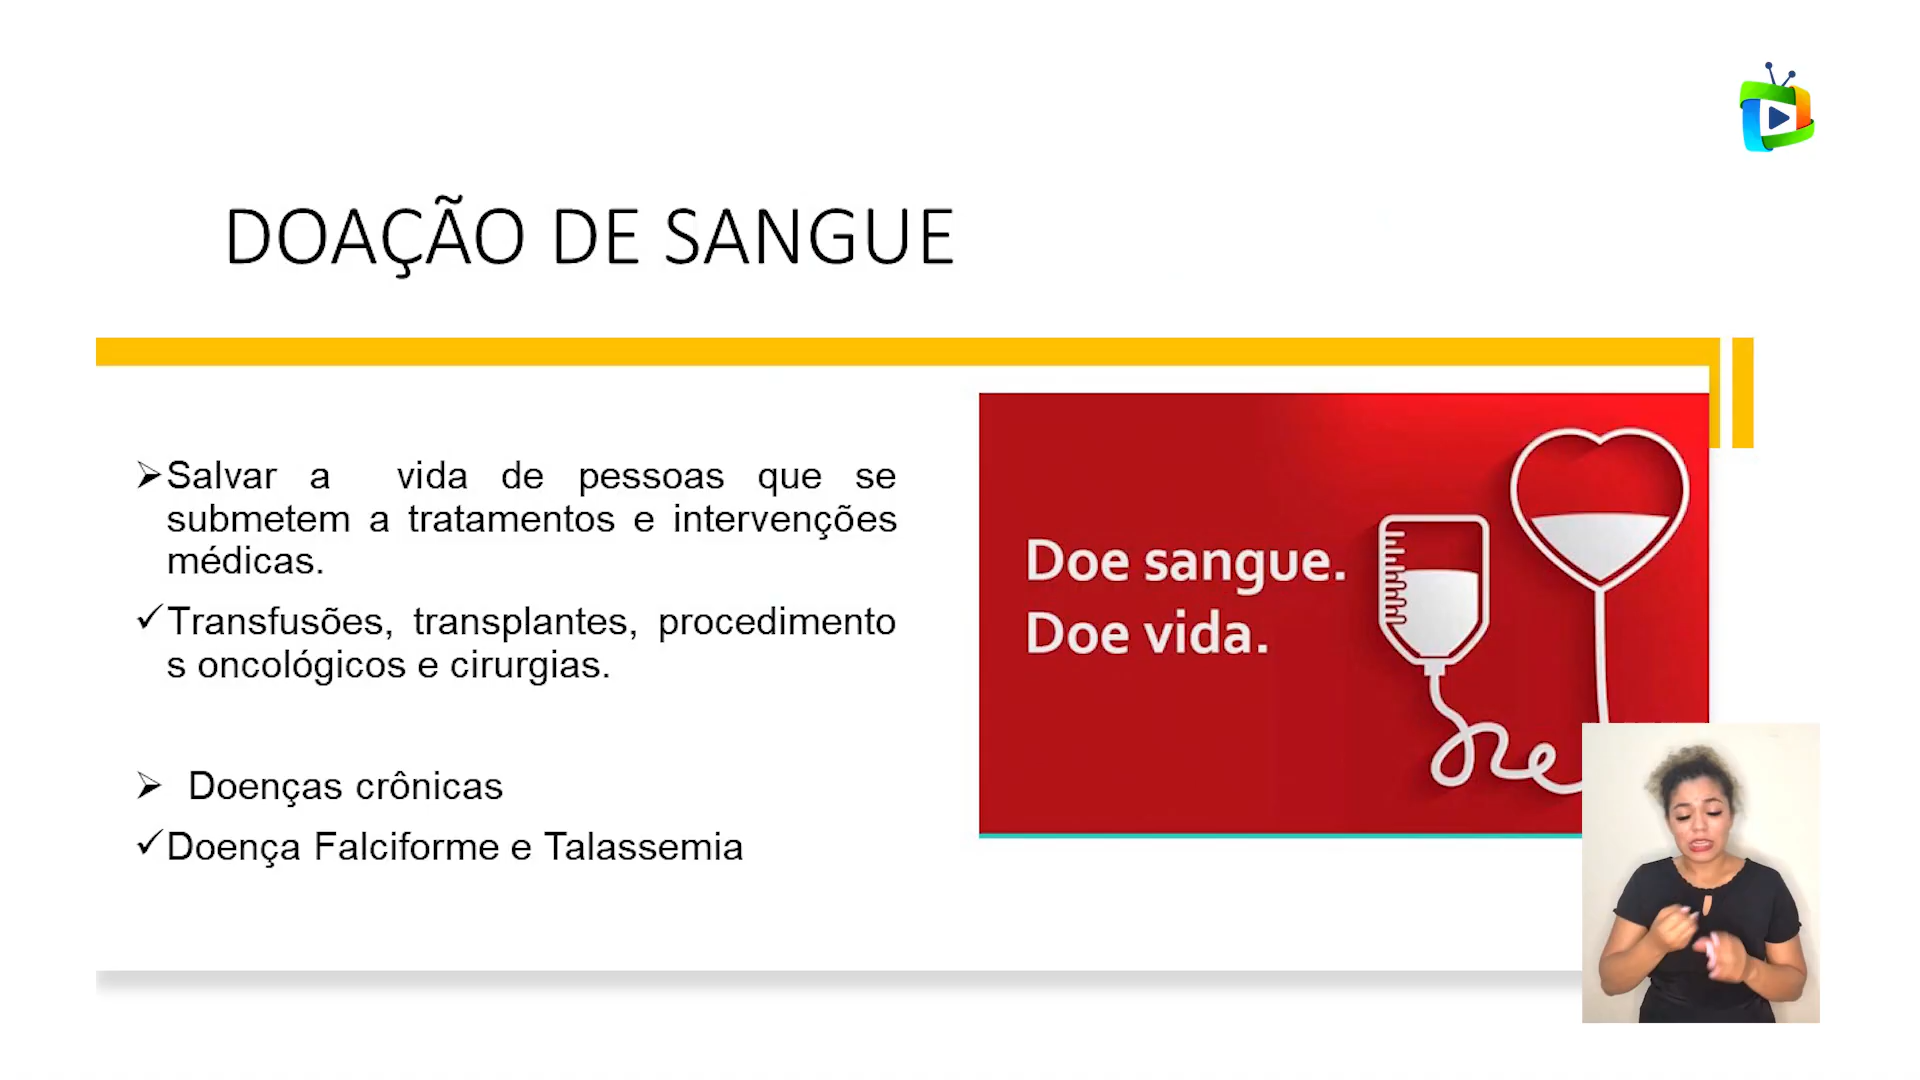 DOAÇÃO DE SANGUE
Salvar a vida de pessoas que se
submetem a tratamentos e intervenções
médicas.
Transfusões, transplantes, procedimento
s oncológicos e cirurgias.
Doenças crônicas
Doença Falciforme e Talassemia
Doe sangue.
Doe vida.